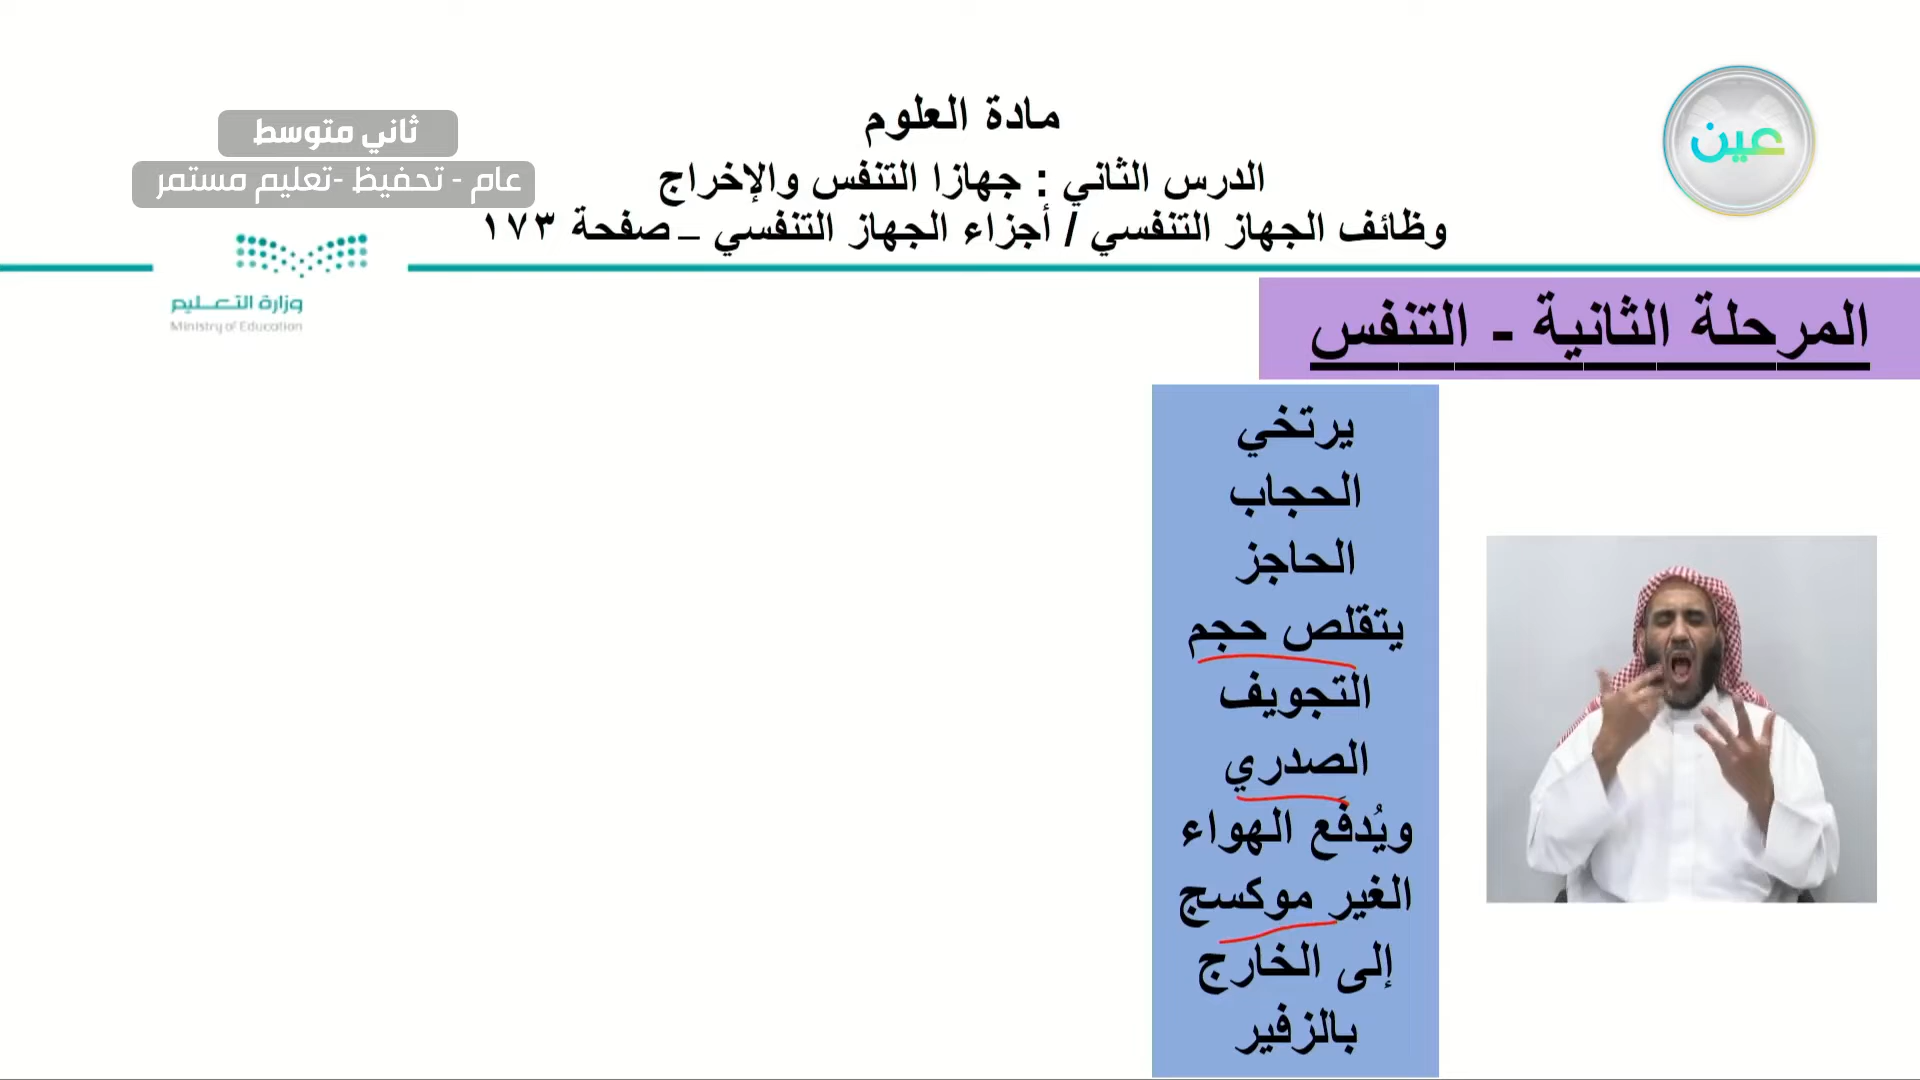 مادة العلوم
الدرس الثاني : جهازا التنفس والإخراج
وظائف الجهاز التنفسي / أجزاء الجهاز التنفسي – صفحة ١٧٣
عين
ثاني متوسط
عام - تحفيظ -تعليم مستمر
وزارة التعليم
Ministry of Education
المرحلة الثانية - التنفس
يرتخي
الحجاب
الحاجز
يتقلص حجم
التجويف
الصدري
ويُدفَع الهواء
الغير موكسج
إلى الخارج
بالزفير